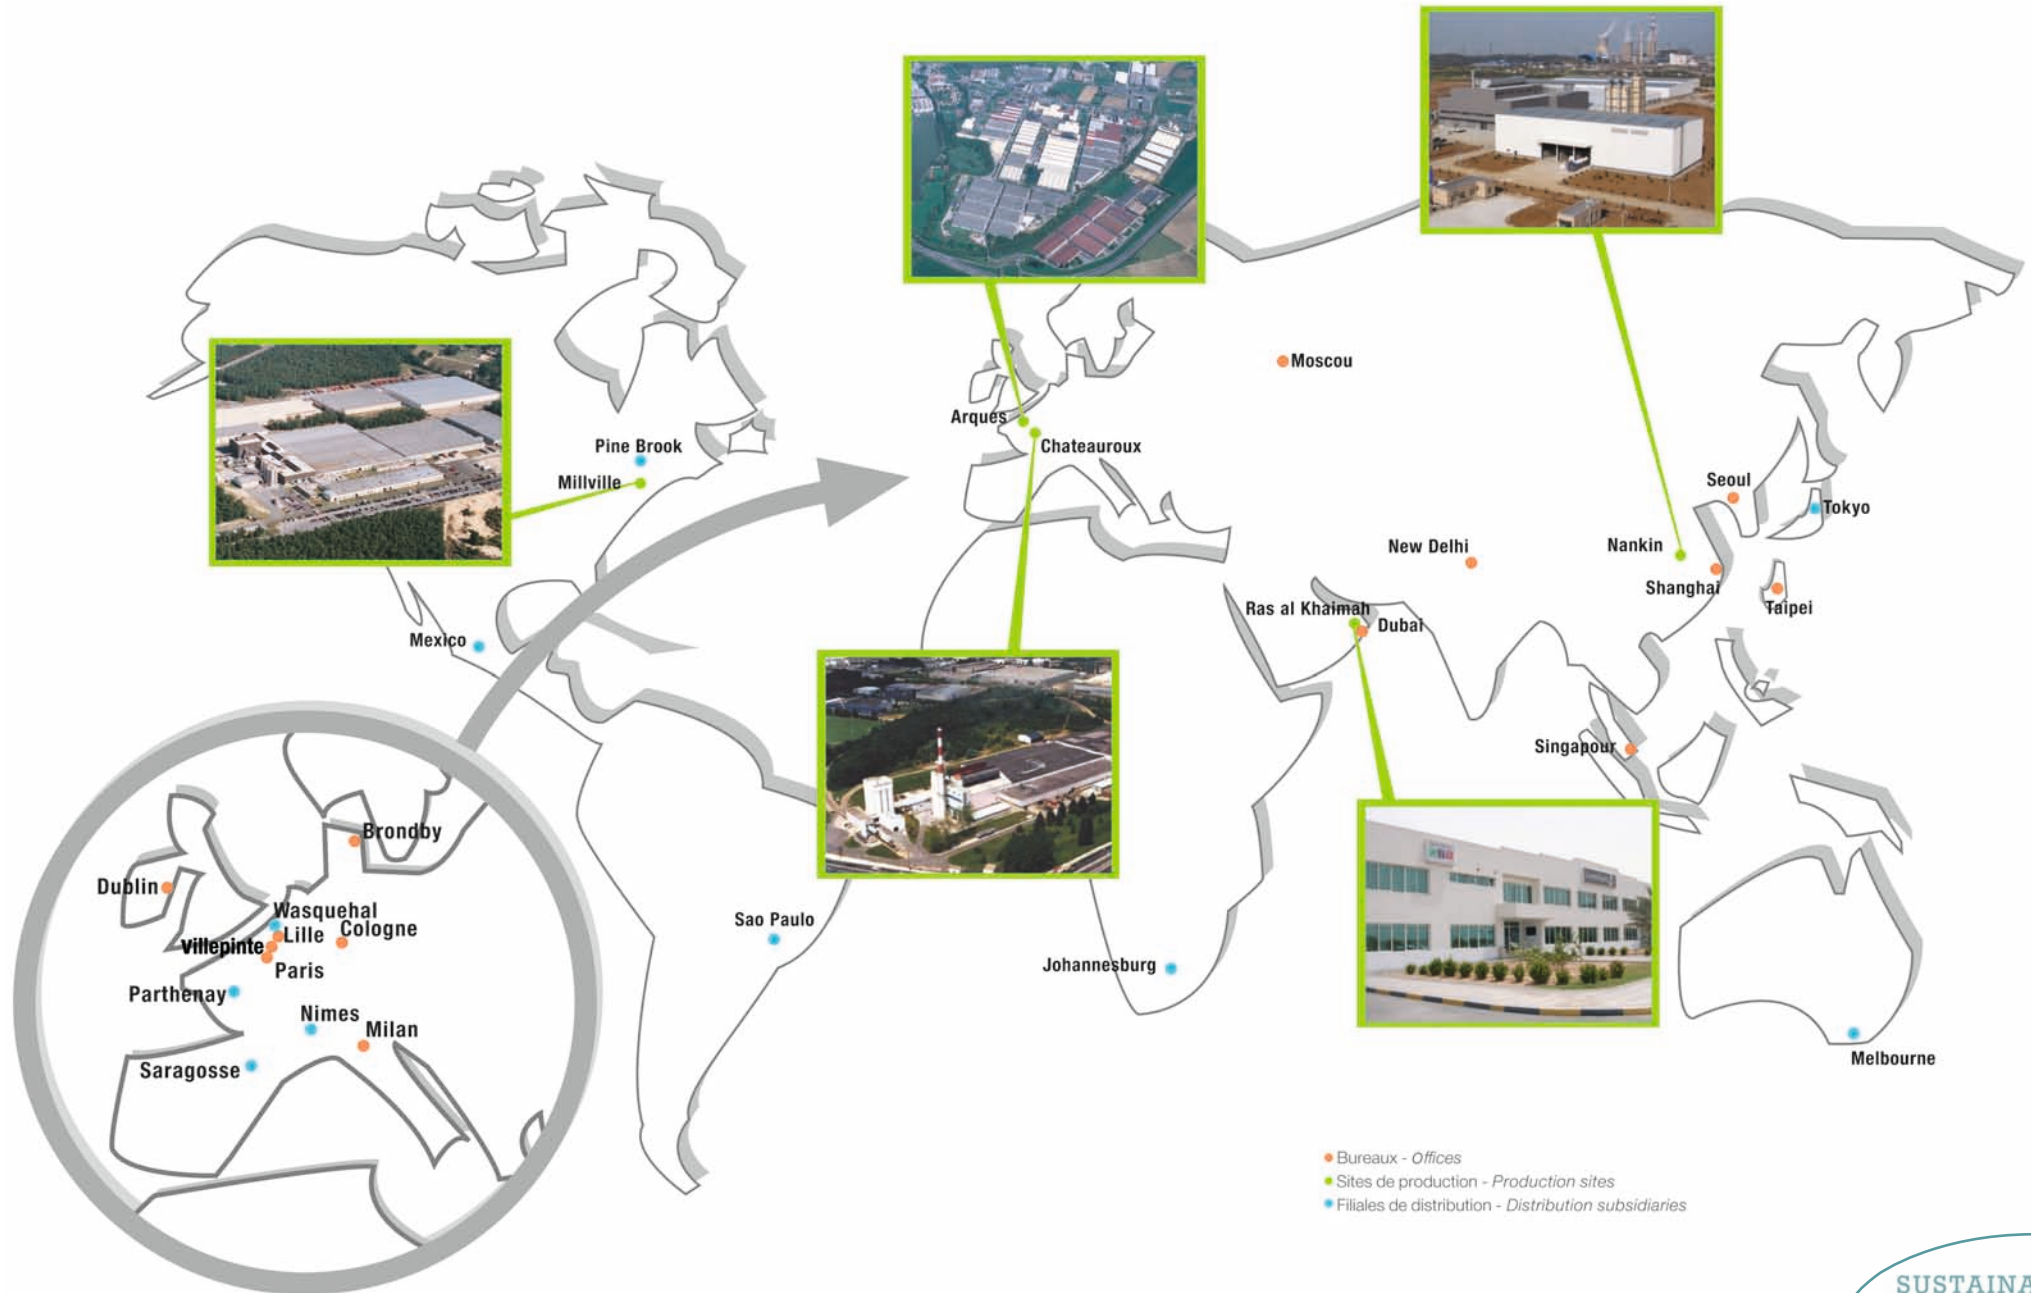 Moscou
Arques
Chateauroux
Pine Brook
Millville
Seoul
Tokyo
New Delhi
Nankin
Shanghai
Taipei
Ras al Khaimah
Dubai
Mexico
Singapour
Brondby
Dublin
Wasquehal
Lille
Cologne
Villepinte
Paris
Parthenay
Nimes
Milan
Saragosse
Sao Paulo
Johannesburg
Melbourne
Bureaux - Offices
Sites de production - Production sites
Filiales de distribution - Distribution subsidiaries
SUSTAINA